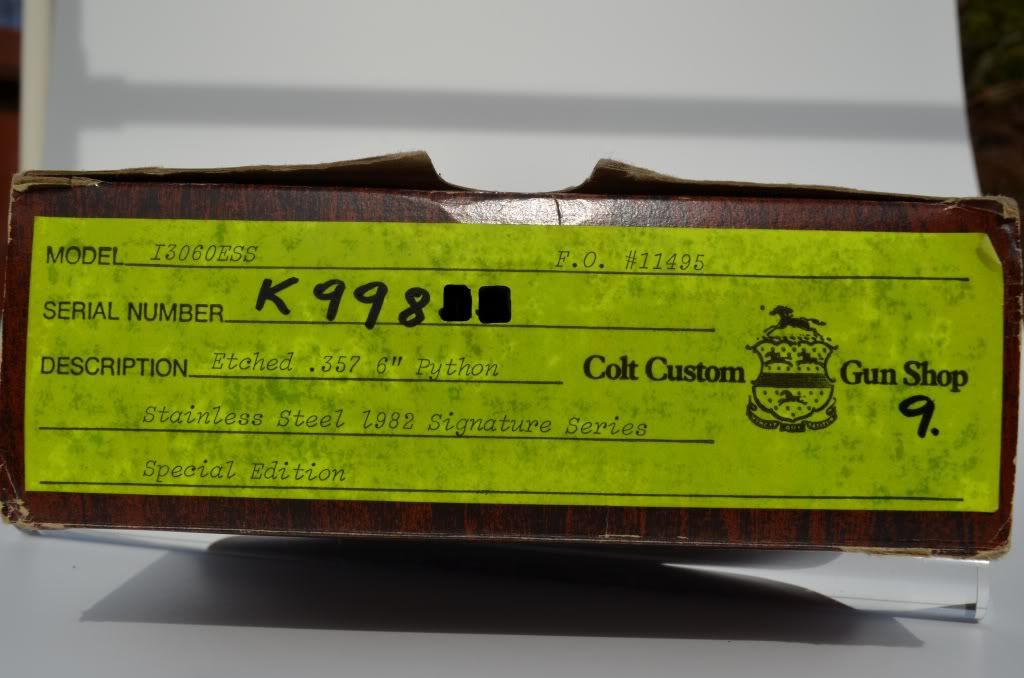 MODEL I3060ESS F.O. #11495
SERIAL NUMBER K998
DESCRIPTION Etched .357 6" Python
Colt Custom Gun Shop
9.
Stainless Steel 1982 Signature Series
Special Edition